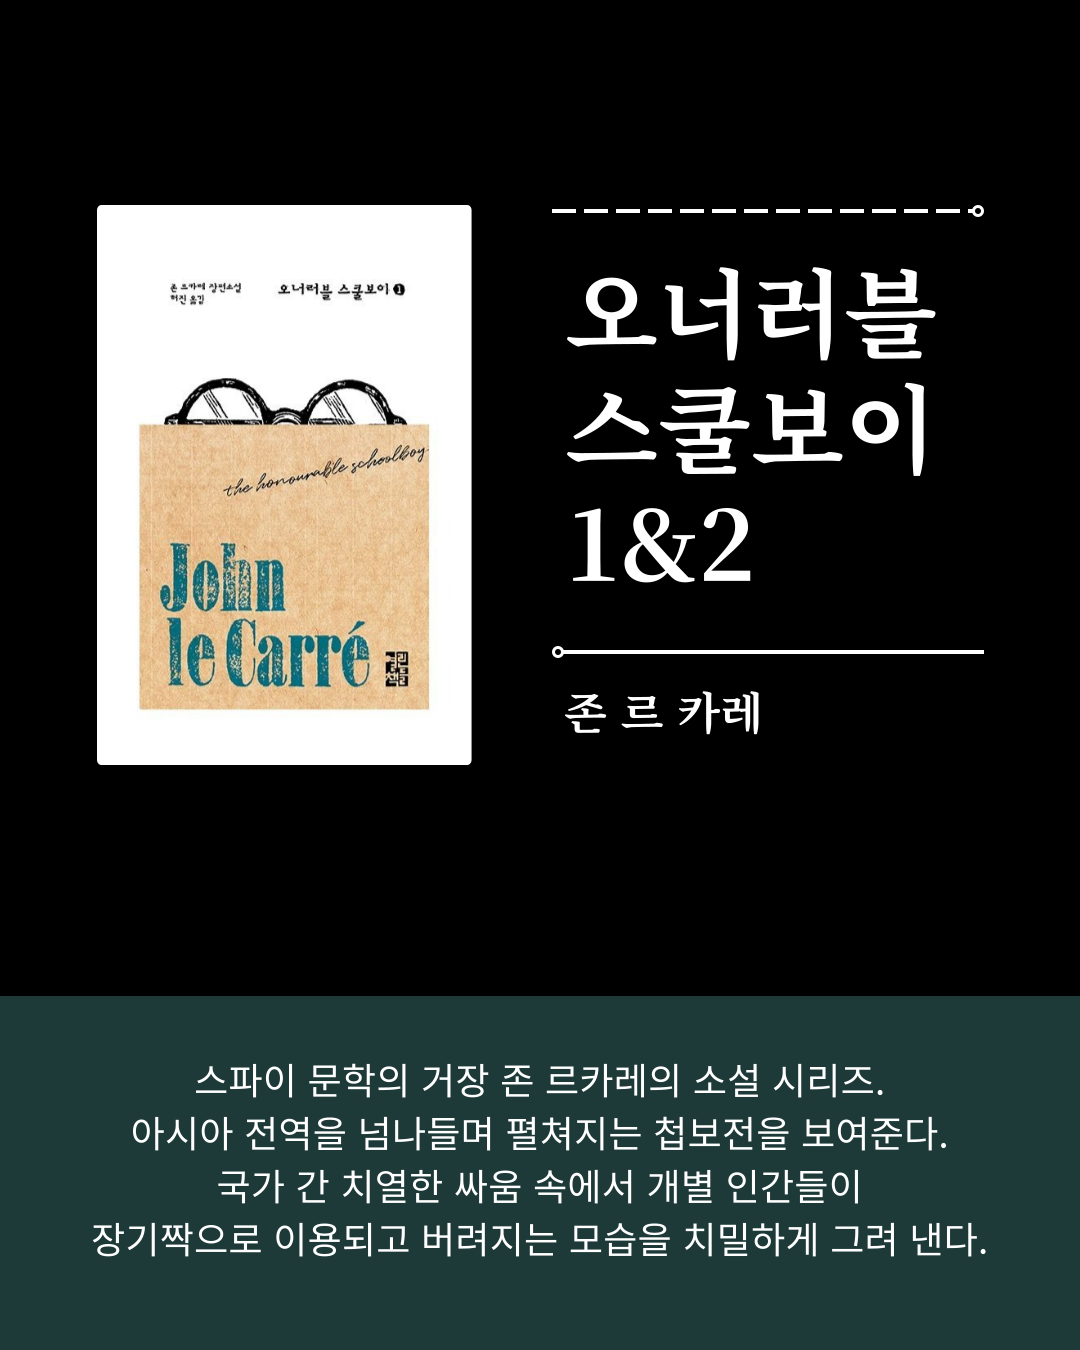 존 르카레 장편소설
허진 옮김
오너러블 스쿨보이 1
the honourable schoolboy
John
le Carré
열린책들
오너러블
스쿨보이
1&2
존 르 카레
스파이 문학의 거장 존 르카레의 소설 시리즈.
아시아 전역을 넘나들며 펼쳐지는 첩보전을 보여준다.
국가 간 치열한 싸움 속에서 개별 인간들이
장기짝으로 이용되고 버려지는 모습을 치밀하게 그려 낸다.